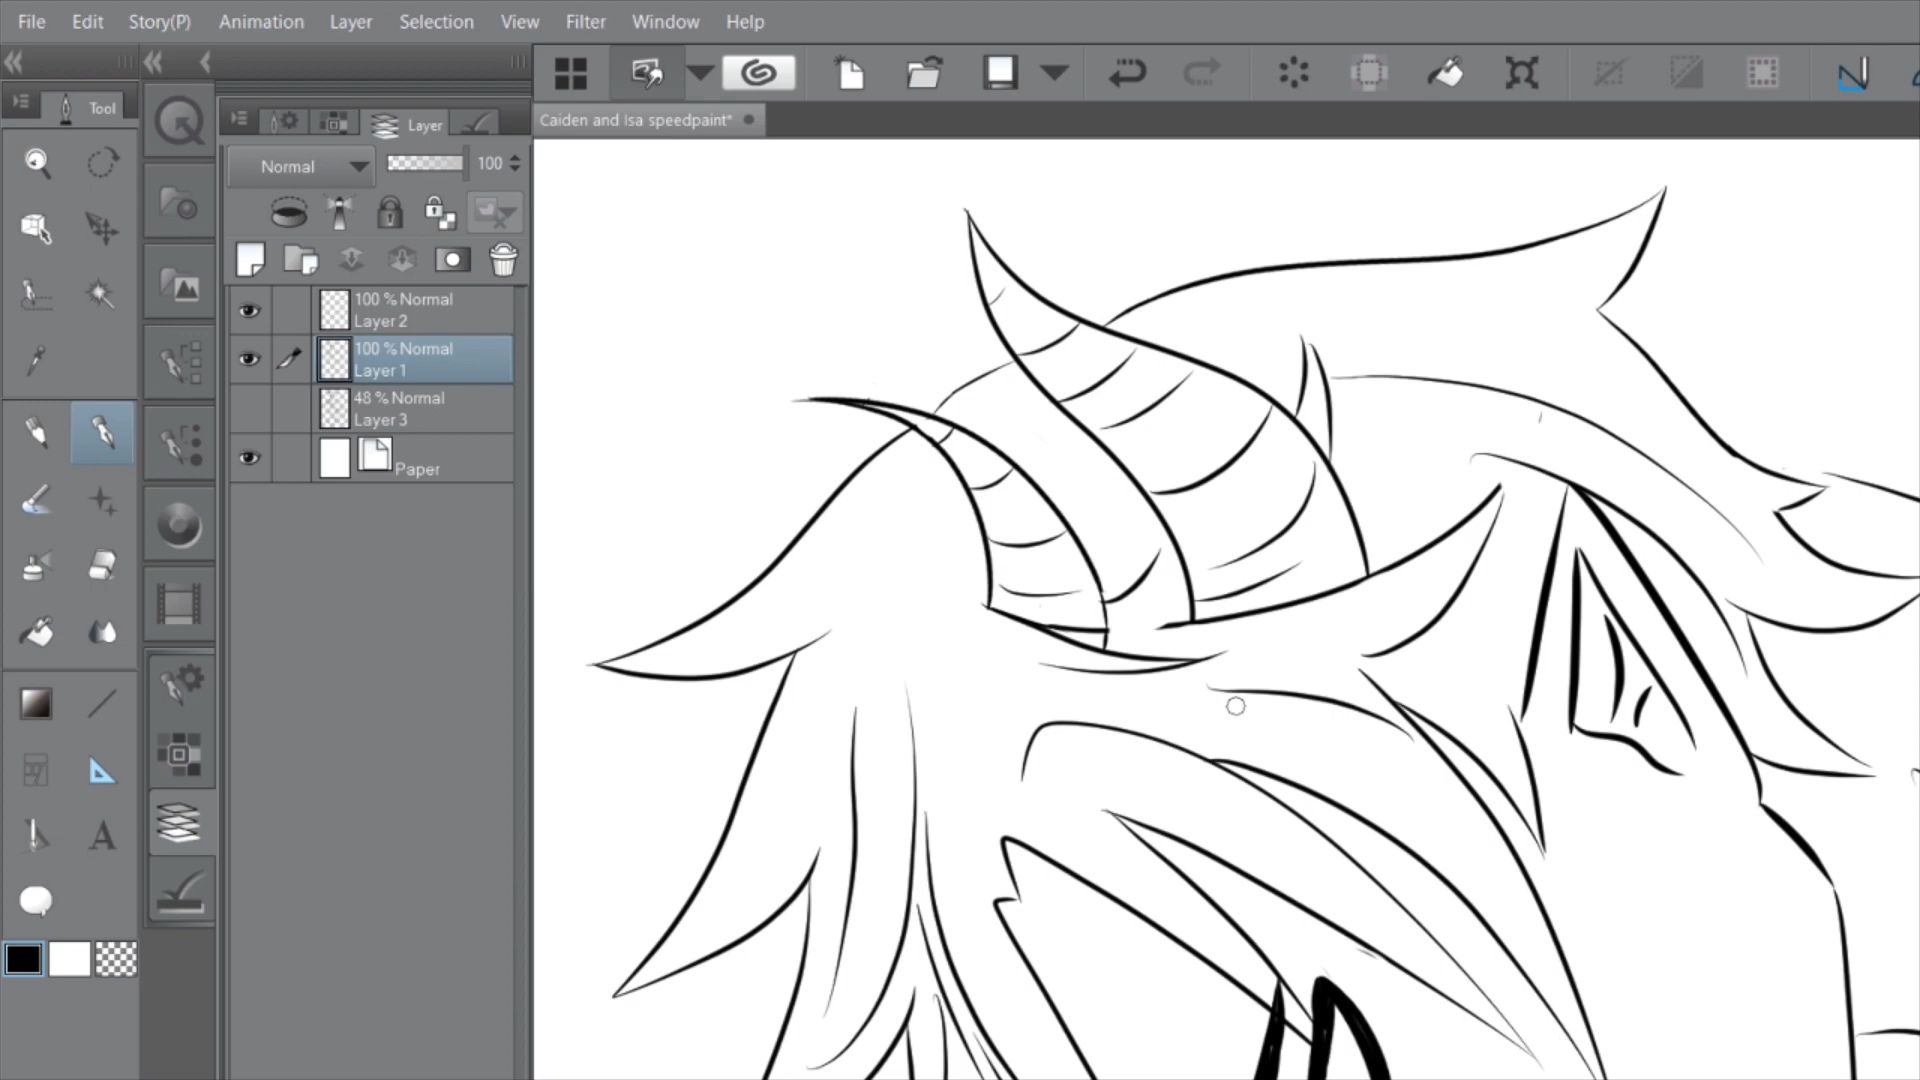 File Edit Story(P) Animation Layer Selection View Filter Window Help
Tool
Layer
Caiden and Isa speedpaint*
Normal 100
100 % Normal
Layer 2
100 % Normal
Layer 1
48 % Normal
Layer 3
Paper
A